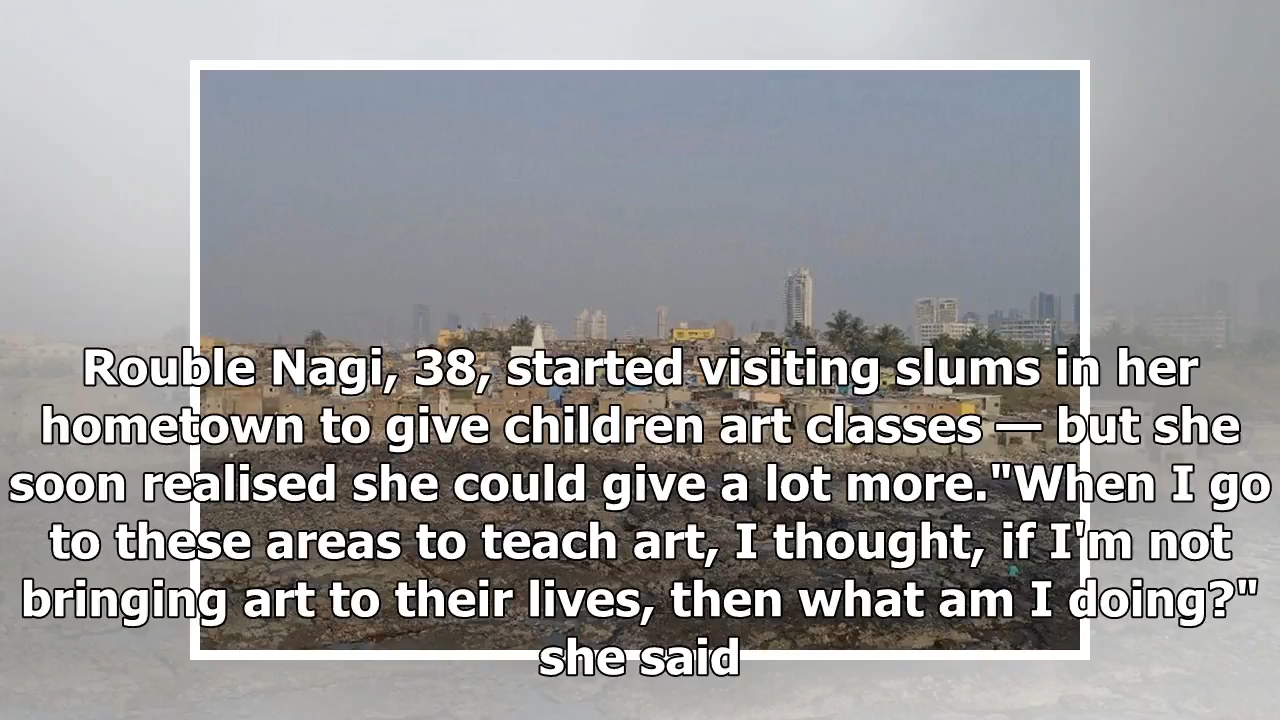 Rouble Nagi, 38, started visiting slums in her
hometown to give children art classes — but she
soon realised she could give a lot more."When I go
to these areas to teach art, I thought, if I'm not
bringing art to their lives, then what am I doing?"
she said